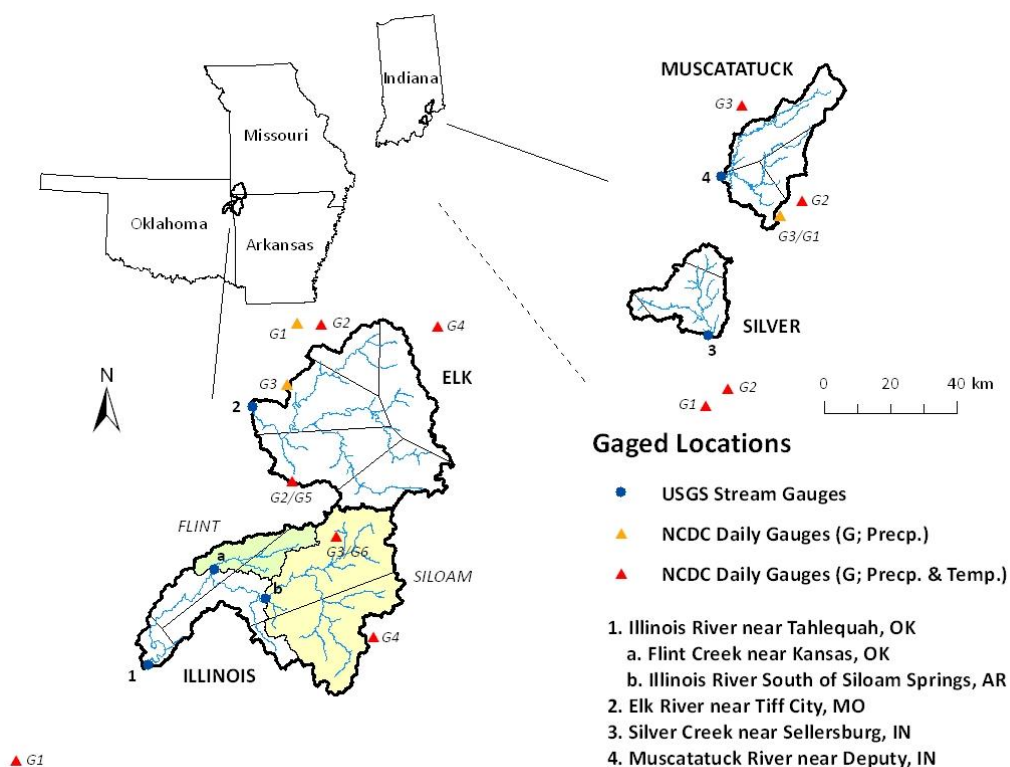 Indiana
MUSCATATUCK
G3
Missouri
4
G2
Oklahoma
G3/G1
Arkansas
SILVER
3
G1
G2
G4
N
ELK
G3
2
G2
G1
0 20 40 km
Gaged Locations
USGS Stream Gauges
NCDC Daily Gauges (G; Precp.)
NCDC Daily Gauges (G; Precp. & Temp.)
G2/G5
FLINT
G3/G6
a
SILOAM
b
G4
1
ILLINOIS
1. Illinois River near Tahlequah, OK
a. Flint Creek near Kansas, OK
b. Illinois River South of Siloam Springs, AR
2. Elk River near Tiff City, MO
3. Silver Creek near Sellersburg, IN
4. Muscatatuck River near Deputy, IN
G1